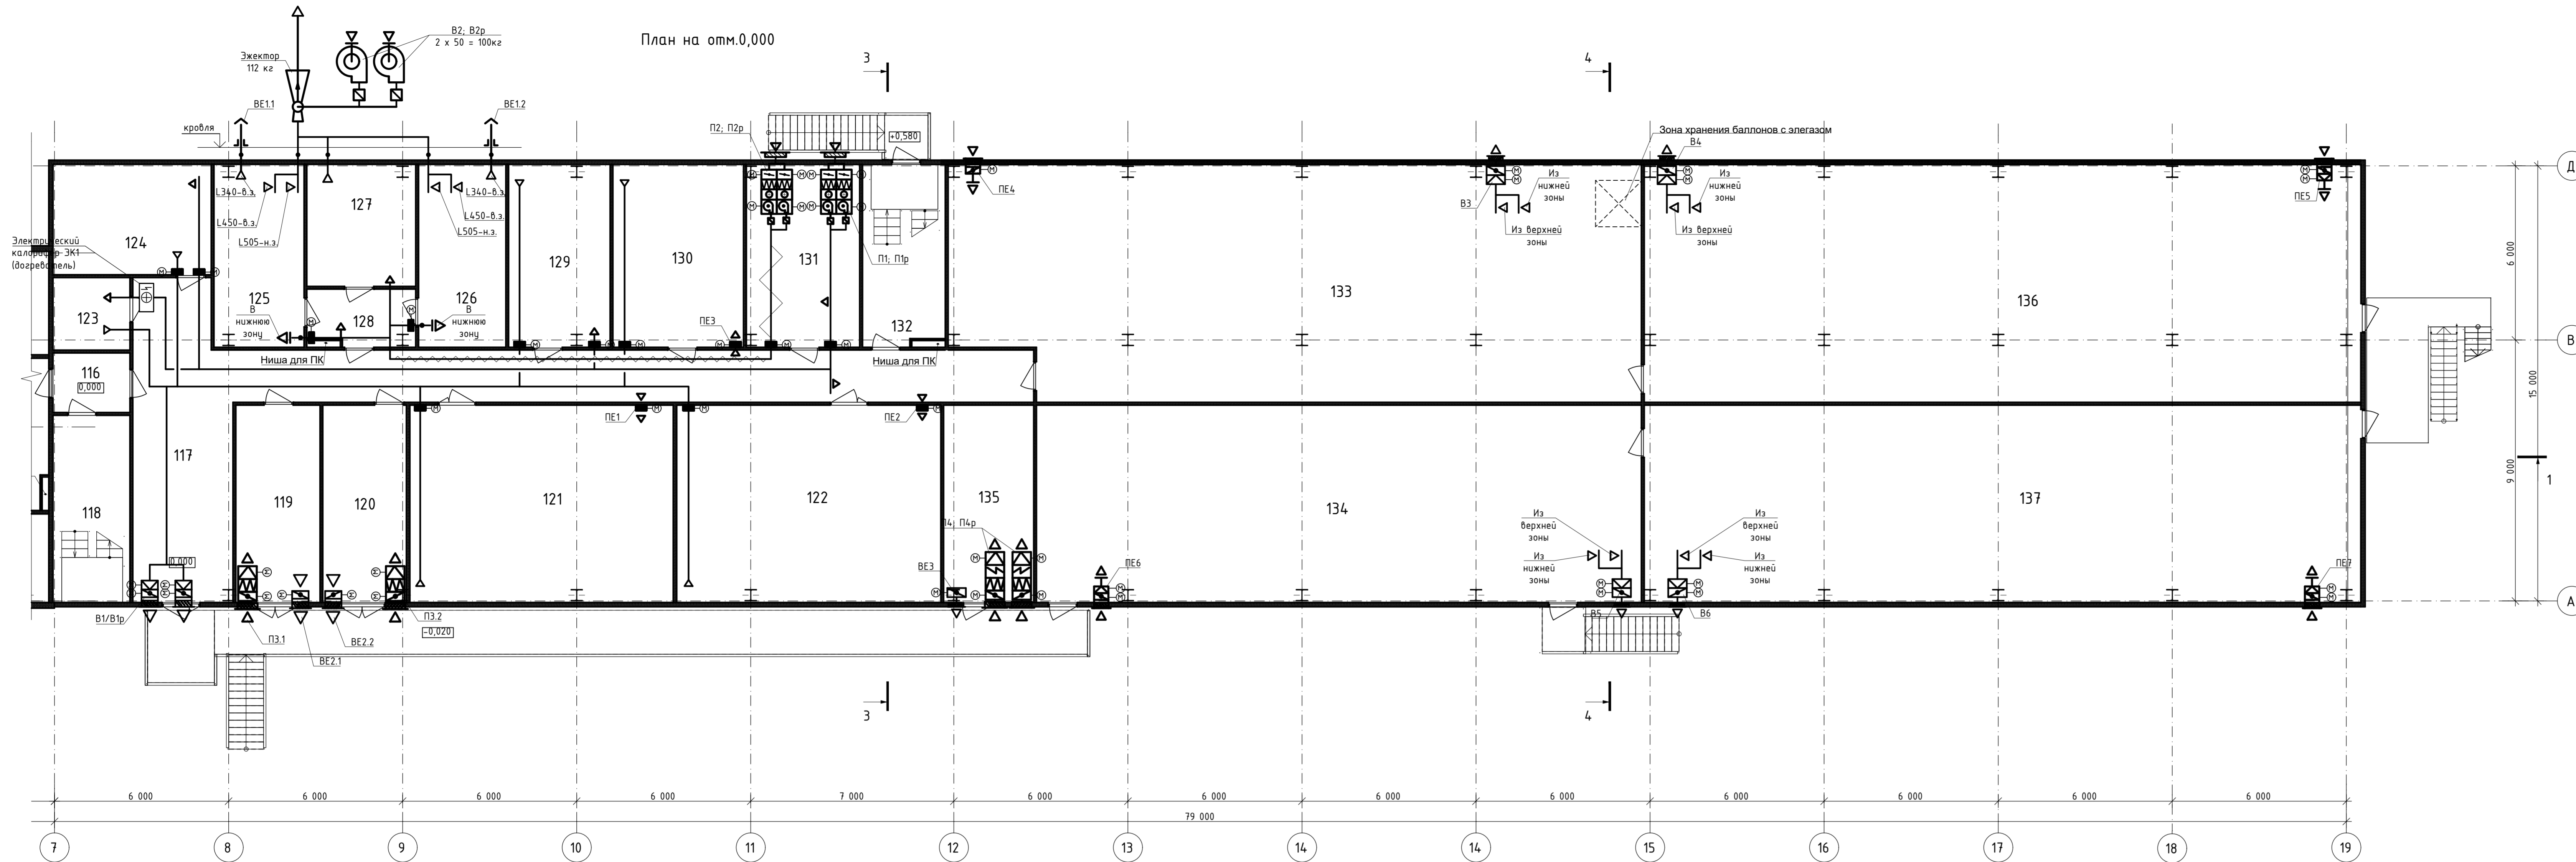 План на отм.0,000
В2; В2р
2 x 50 = 100кг
Эжектор
112 кг
ВЕ1.1
ВЕ1.2
кровля
П2; П2р
+0,580
3
4
Зона хранения баллонов с элегазом
В4
Д
L340-в.з.
L450-в.з.
L505-н.з.
L340-в.з.
L450-в.з.
L505-н.з.
127
124
Электрический
калорифер ЭК1
(догреватель)
129
130
131
П1; П1р
ПЕ4
В3
Из
нижней
зоны
Из верхней
зоны
Из
нижней
зоны
Из верхней
зоны
ПЕ5
6 000
125
В
нижнюю
зону
126
В
нижнюю
зону
128
123
133
136
132
ПЕ3
Ниша для ПК
Ниша для ПК
В
116
0,000
15 000
ПЕ1
ПЕ2
117
118
119
120
121
122
135
134
137
9 000
1
П4; П4р
Из
верхней
зоны
Из
нижней
зоны
Из
верхней
зоны
Из
нижней
зоны
0,000
ВЕ3
ПЕ6
ПЕ7
А
В1/В1р
П3.1
ВЕ2.1
ВЕ2.2
П3.2
-0,020
В5
В6
3
4
6 000
6 000
6 000
6 000
7 000
6 000
6 000
6 000
6 000
6 000
6 000
6 000
6 000
79 000
7
8
9
10
11
12
13
14
14
15
16
17
18
19